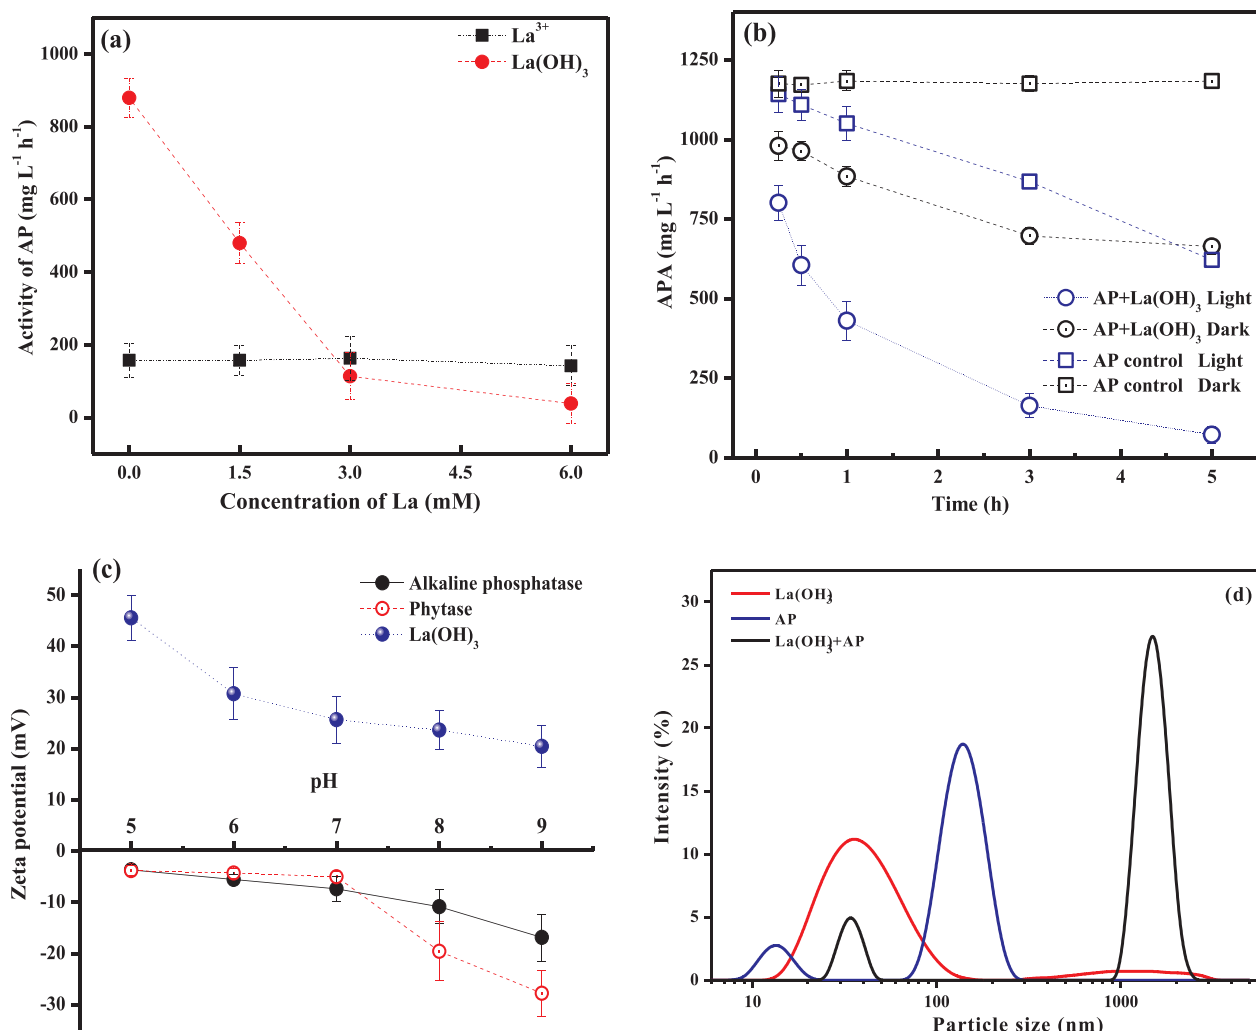 (a)
La3+
La(OH)3
1000
800
600
400
200
0
Activity of AP (mg L-1 h-1)
0.0 1.5 3.0 4.5 6.0
Concentration of La (mM)
(b)
1250
1000
750
500
250
0
APA (mg L-1 h-1)
AP+La(OH)3 Light
AP+La(OH)3 Dark
AP control Light
AP control Dark
0 1 2 3 4 5
Time (h)
(c)
Alkaline phosphatase
Phytase
La(OH)3
50
40
30
20
10
0
-10
-20
-30
Zeta potential (mV)
pH
5 6 7 8 9
(d)
La(OH)3
AP
La(OH)3+AP
30
25
20
15
10
5
0
Intensity (%)
10 100 1000
Particle size (nm)